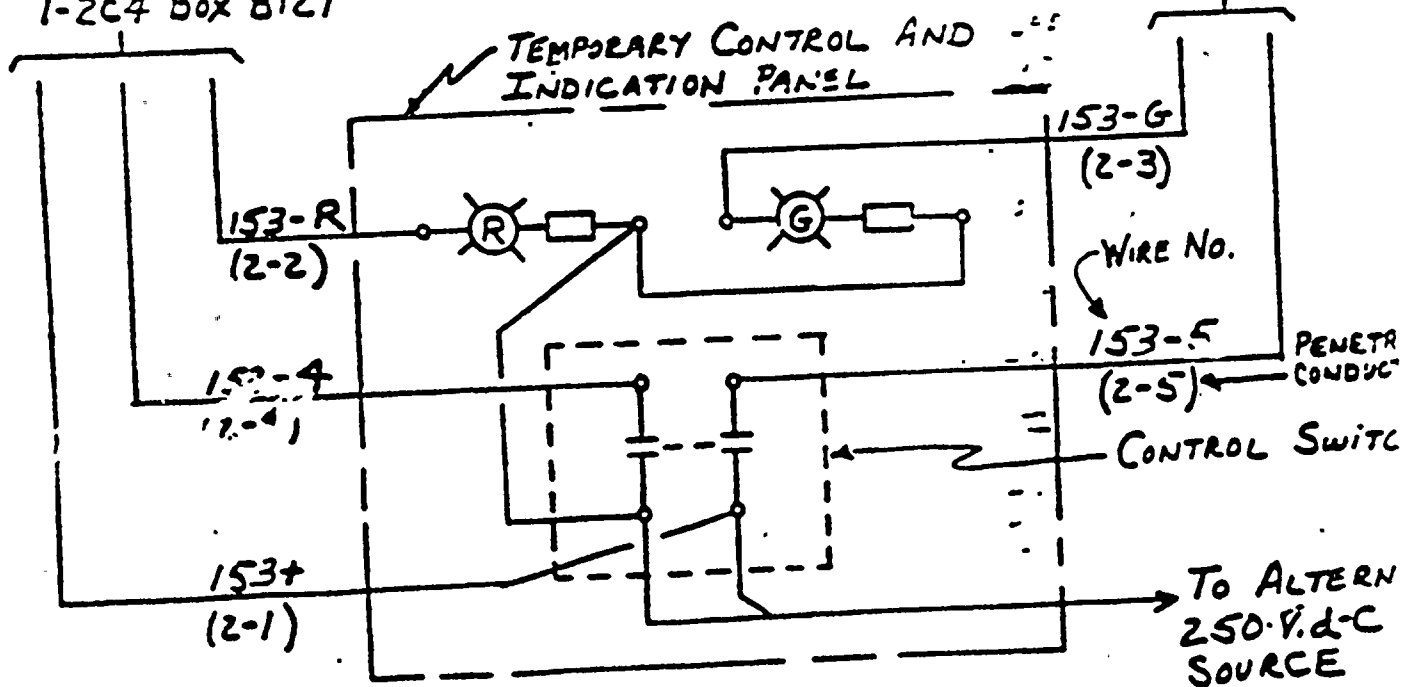 1-2C4 BOX B121
TEMPORARY CONTROL AND
INDICATION PANEL
153-G
(2-3)
153-R
(2-2)
R
G
WIRE NO.
153-5
(2-5)
PENETR
CONDUC
CONTROL SWITC
153+
(2-1)
TO ALTERN
250·V.d-C
SOURCE